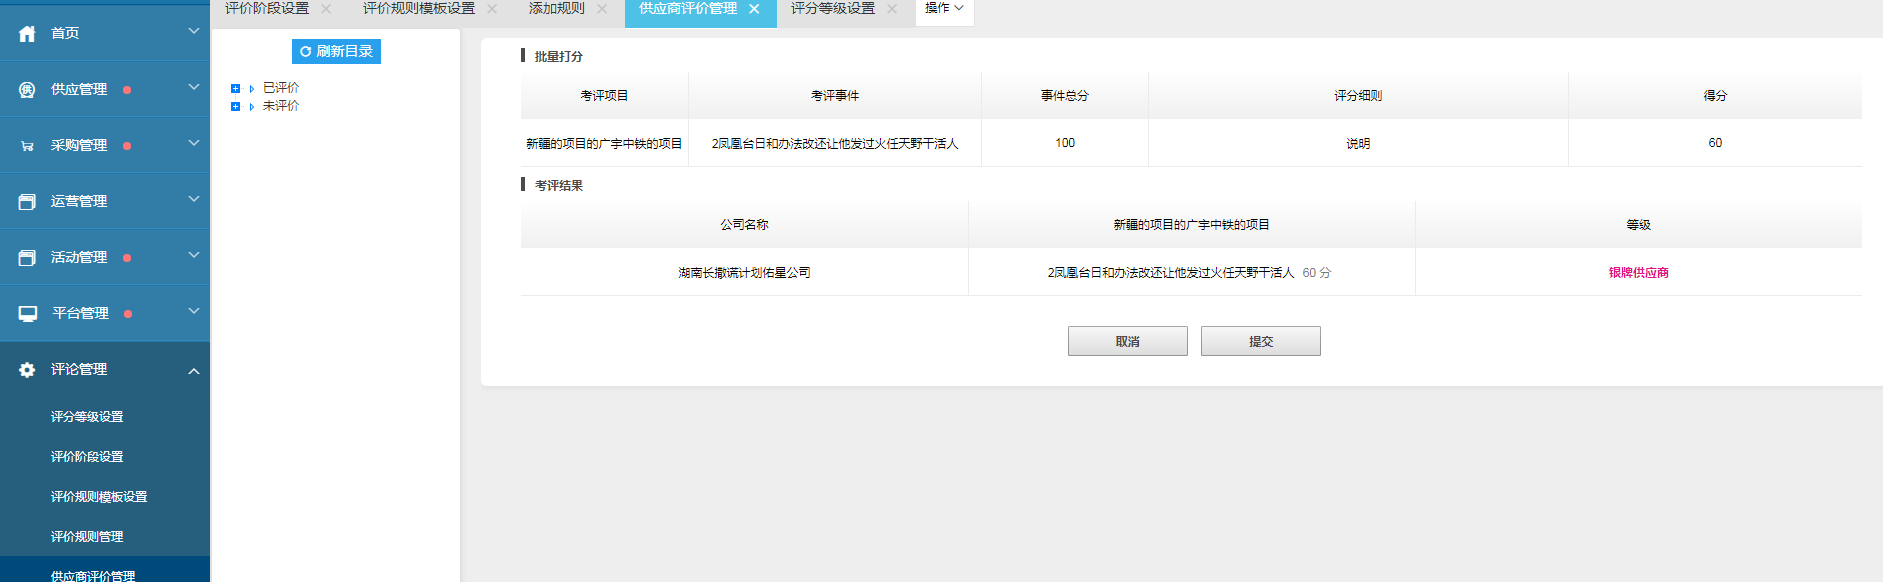 首页
供应管理
采购管理
运营管理
活动管理
平台管理
评论管理
评分等级设置
评价阶段设置
评价规则模板设置
评价规则管理
供应商评价管理
评价阶段设置 评价规则模板设置 添加规则 供应商评价管理 评分等级设置 操作
刷新目录
已评价
未评价
批量打分
考评项目 考评事件 事件总分 评分细则 得分
新疆的项目的广宇中铁的项目 2凤凰台日和办法改还让他发过火任天野干活人 100 说明 60
考评结果
公司名称 新疆的项目的广宇中铁的项目 等级
湖南长撒谎计划佑星公司 2凤凰台日和办法改还让他发过火任天野干活人 60 分 银牌供应商
取消 提交